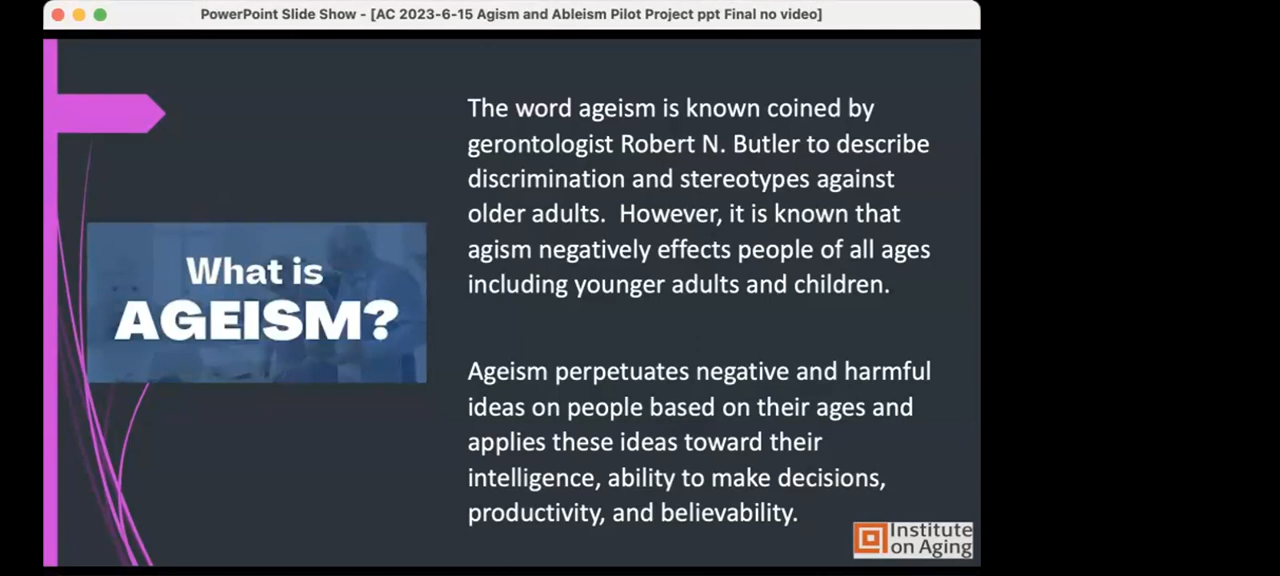 PowerPoint Slide Show - [AC 2023-6-15 Agism and Ableism Pilot Project ppt Final no video]
What is
AGEISM?
The word ageism is known coined by
gerontologist Robert N. Butler to describe
discrimination and stereotypes against
older adults. However, it is known that
agism negatively effects people of all ages
including younger adults and children.
Ageism perpetuates negative and harmful
ideas on people based on their ages and
applies these ideas toward their
intelligence, ability to make decisions,
productivity, and believability.
Institute
on Aging